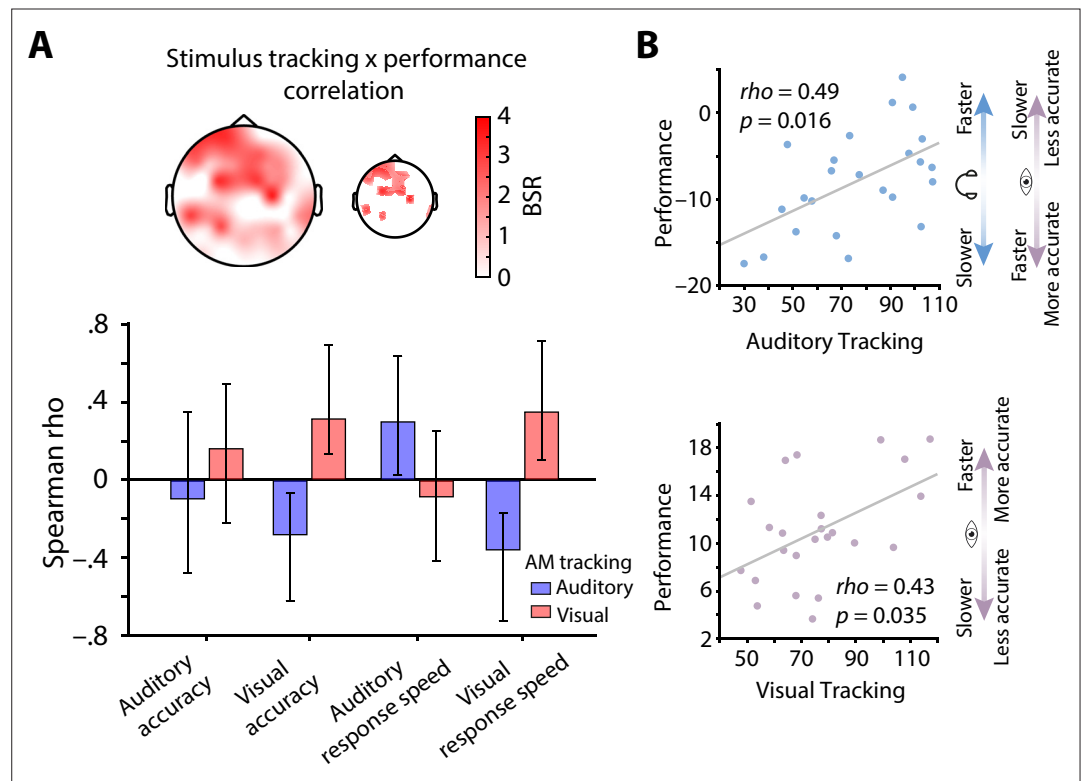 A
Stimulus tracking x performance
correlation
4
3
2
1
0
BSR
.8
.4
0
–.4
–.8
Spearman rho
AM tracking
Auditory
Visual
Auditory
accuracy
Visual
accuracy
Auditory
response speed
Visual
response speed
B
0
–10
–20
Performance
rho = 0.49
p = 0.016
30
50
70
90
110
Auditory Tracking
Faster
Slower
Slower
Less accurate
Faster
More accurate
18
14
10
6
2
Performance
rho = 0.43
p = 0.035
50
70
90
110
Visual Tracking
Faster
More accurate
Slower
Less accurate